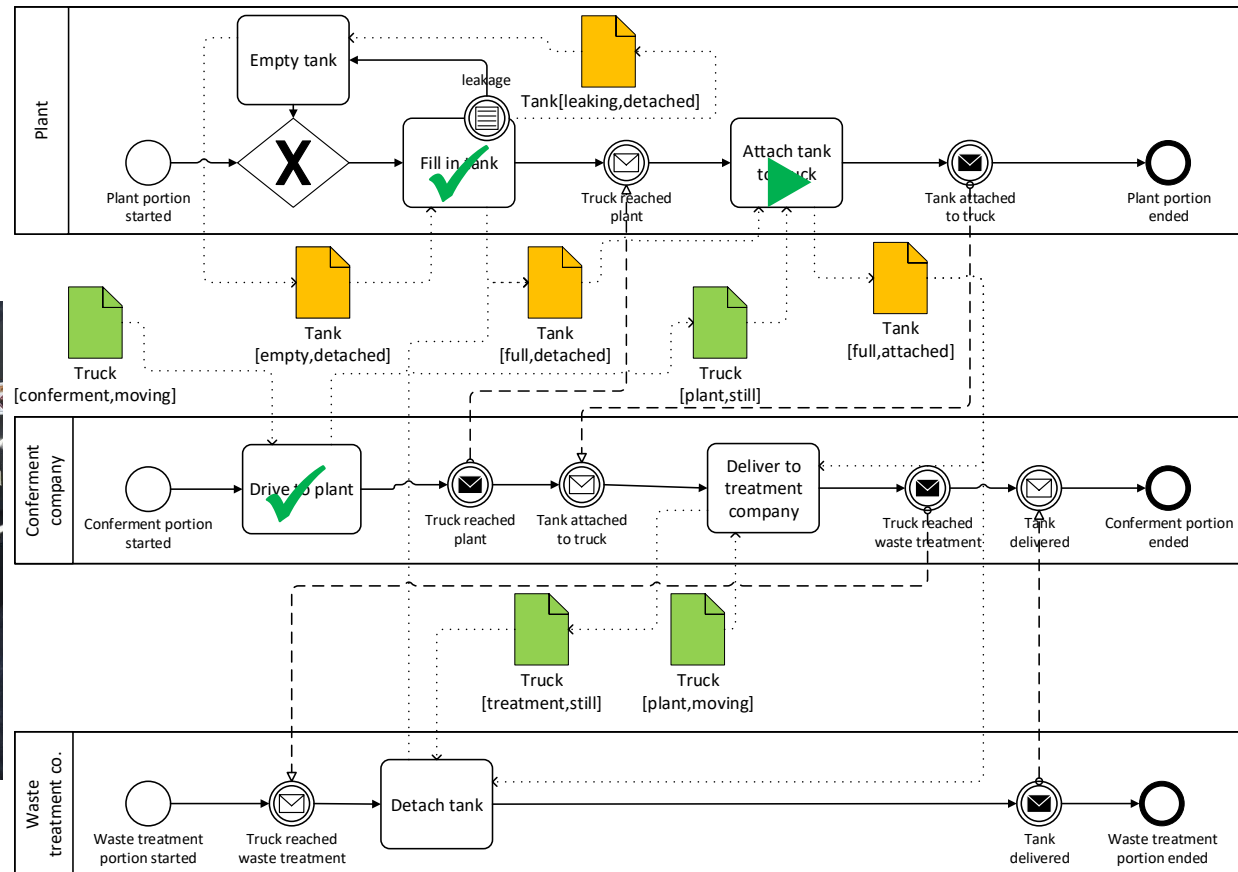 Plant
Empty tank
leakage
Tank[leaking,detached]
Fill in tank
Attach tank
to truck
Plant portion
started
Truck reached
plant
Tank attached
to truck
Plant portion
ended
X
Tank
[empty,detached]
Tank
[full,detached]
Tank
[full,attached]
Truck
[conferment,moving]
Truck
[plant,still]
Conferment
company
Drive to plant
Deliver to
treatment
company
Conferment portion
started
Truck reached
plant
Tank attached
to truck
Truck reached
waste treatment
Tank
delivered
Conferment portion
ended
Truck
[treatment,still]
Truck
[plant,moving]
Waste
treatment co.
Detach tank
Waste treatment
portion started
Truck reached
waste treatment
Tank
delivered
Waste treatment
portion ended